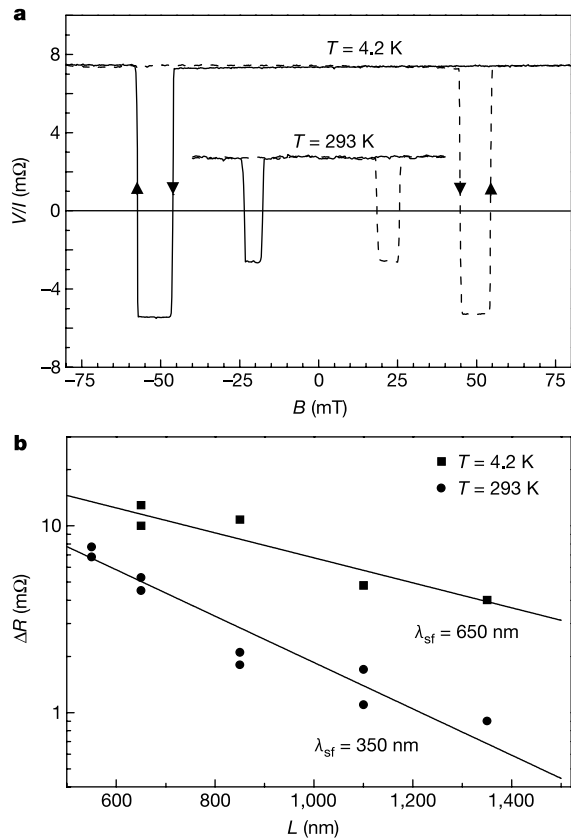 a
T = 4.2 K
T = 293 K
V/I (mΩ)
8
4
0
−4
−8
−75 −50 −25 0 25 50 75
B (mT)
b
T = 4.2 K
T = 293 K
ΔR (mΩ)
10
1
λsf = 650 nm
λsf = 350 nm
600 800 1,000 1,200 1,400
L (nm)